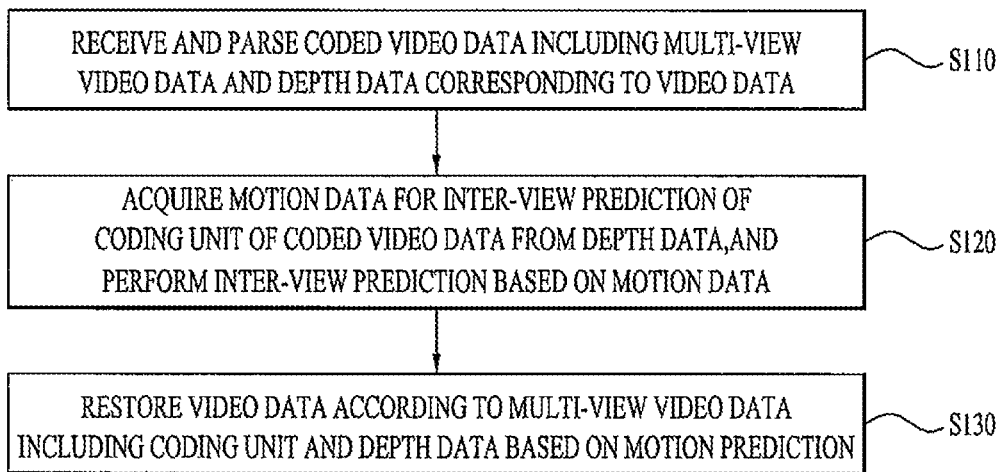 RECEIVE AND PARSE CODED VIDEO DATA INCLUDING MULTI-VIEW
VIDEO DATA AND DEPTH DATA CORRESPONDING TO VIDEO DATA
S110
ACQUIRE MOTION DATA FOR INTER-VIEW PREDICTION OF
CODING UNIT OF CODED VIDEO DATA FROM DEPTH DATA,AND
PERFORM INTER-VIEW PREDICTION BASED ON MOTION DATA
S120
RESTORE VIDEO DATA ACCORDING TO MULTI-VIEW VIDEO DATA
INCLUDING CODING UNIT AND DEPTH DATA BASED ON MOTION PREDICTION
S130